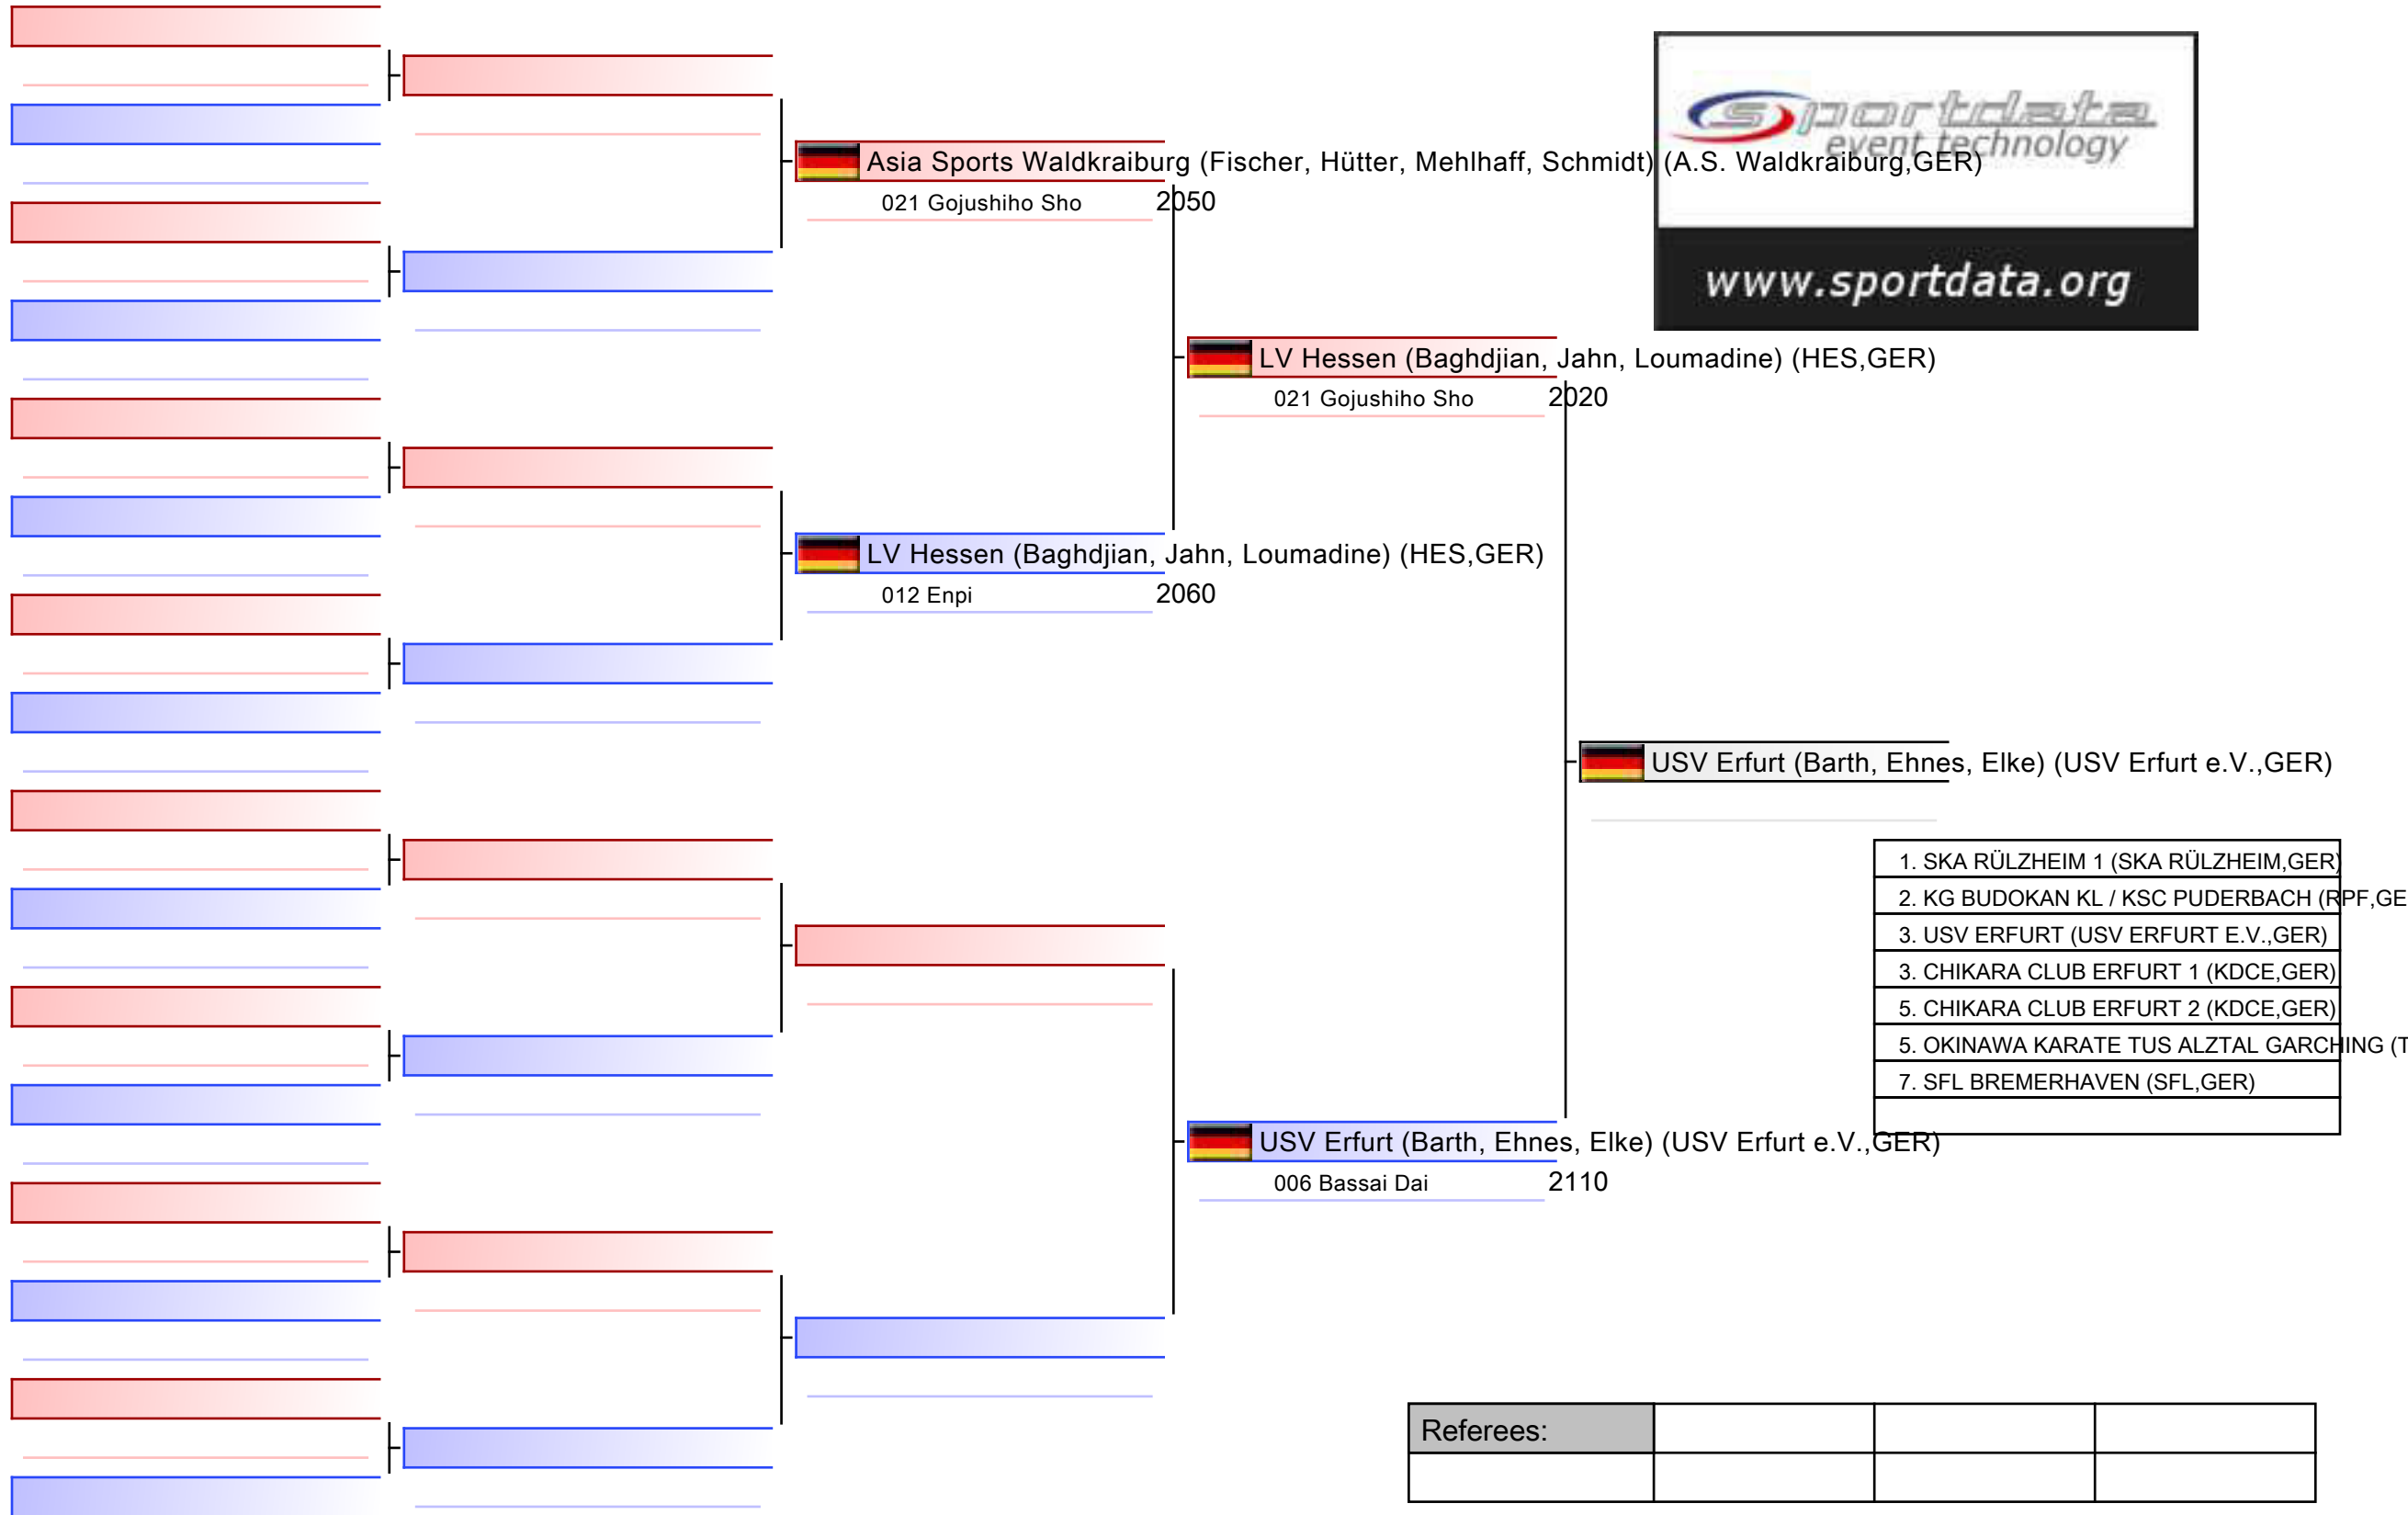 sportdata
event technology
www.sportdata.org
Asia Sports Waldkraiburg (Fischer, Hütter, Mehlhaff, Schmidt) (A.S. Waldkraiburg,GER)
021 Gojushiho Sho 2050
LV Hessen (Baghdjian, Jahn, Loumadine) (HES,GER)
021 Gojushiho Sho 2020
LV Hessen (Baghdjian, Jahn, Loumadine) (HES,GER)
012 Enpi 2060
USV Erfurt (Barth, Ehnes, Elke) (USV Erfurt e.V.,GER)
1. SKA RÜLZHEIM 1 (SKA RÜLZHEIM,GER)
2. KG BUDOKAN KL / KSC PUDERBACH (RPF,GE
3. USV ERFURT (USV ERFURT E.V.,GER)
3. CHIKARA CLUB ERFURT 1 (KDCE,GER)
5. CHIKARA CLUB ERFURT 2 (KDCE,GER)
5. OKINAWA KARATE TUS ALZTAL GARCHING (T
7. SFL BREMERHAVEN (SFL,GER)
USV Erfurt (Barth, Ehnes, Elke) (USV Erfurt e.V.,GER)
006 Bassai Dai 2110
Referees: